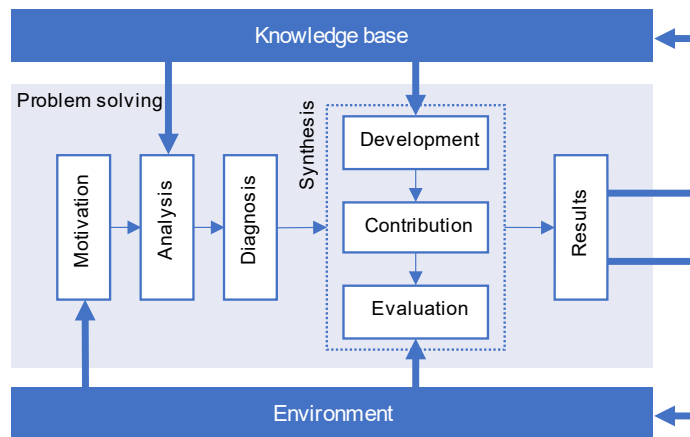 Knowledge base
Problem solving
Motivation
Analysis
Diagnosis
Synthesis
Development
Contribution
Evaluation
Results
Environment